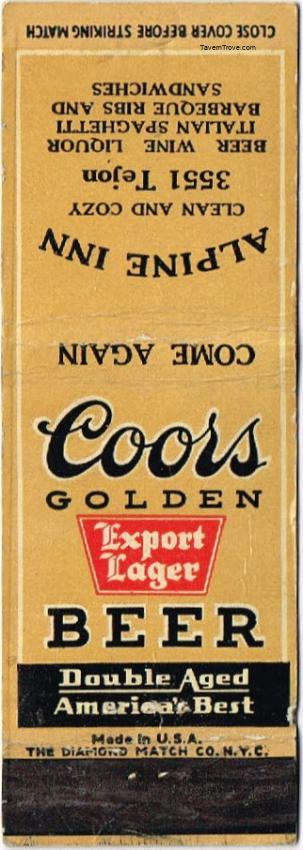 CLOSE COVER BEFORE STRIKING MATCH
TavernTrove.com
COME AGAIN
ALPINE INN
CLEAN AND COZY
3551 Tejon
BEER WINE LIQUOR
ITALIAN SPAGHETTI
BARBEQUE RIBS AND
SANDWICHES
Coors
GOLDEN
Export
Lager
BEER
Double Aged
America's Best
Made in U.S.A.
THE DIAMOND MATCH CO. N.Y.C.